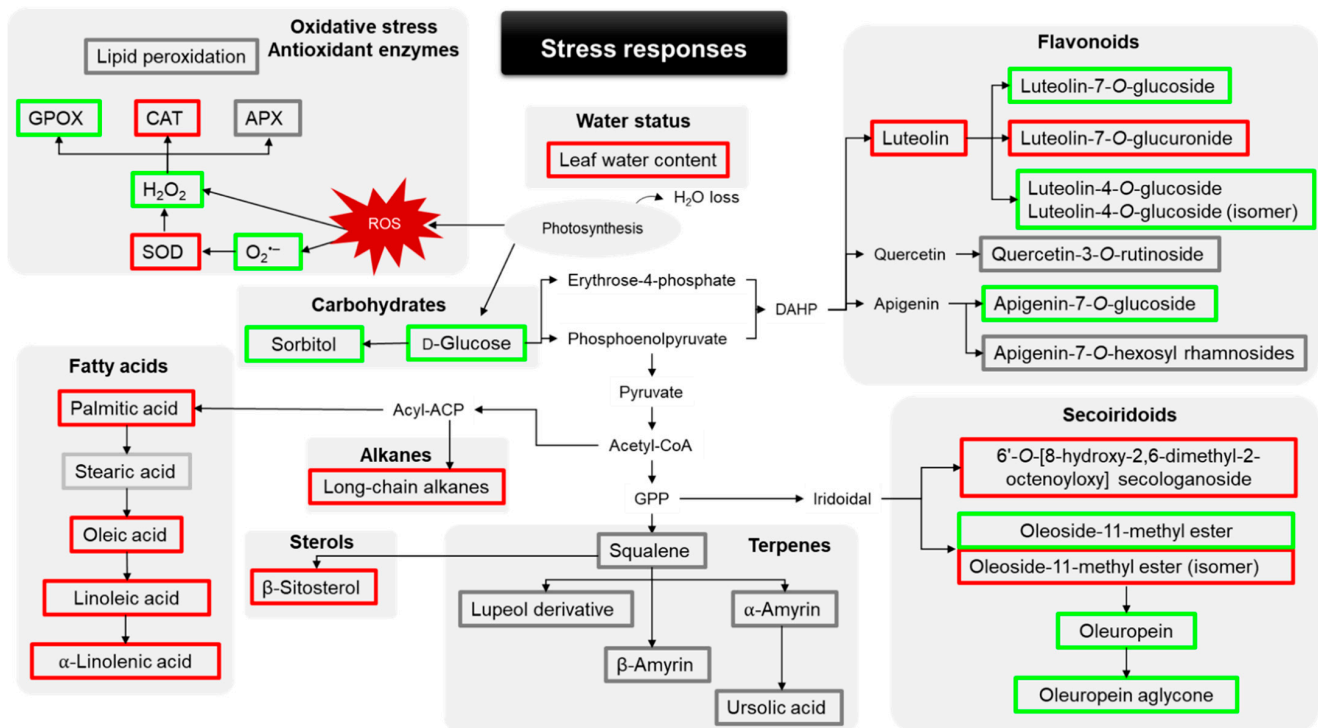 Stress responses
Oxidative stress
Antioxidant enzymes
Lipid peroxidation
GPOX
CAT
APX
H₂O₂
SOD
O₂•−
ROS
Water status
Leaf water content
H₂O loss
Photosynthesis
Carbohydrates
Sorbitol
D-Glucose
Erythrose-4-phosphate
Phosphoenolpyruvate
DAHP
Pyruvate
Acetyl-CoA
Acyl-ACP
GPP
Iridoidal
Flavonoids
Luteolin
Luteolin-7-O-glucoside
Luteolin-7-O-glucuronide
Luteolin-4-O-glucoside
Luteolin-4-O-glucoside (isomer)
Quercetin
Quercetin-3-O-rutinoside
Apigenin
Apigenin-7-O-glucoside
Apigenin-7-O-hexosyl rhamnosides
Fatty acids
Palmitic acid
Stearic acid
Oleic acid
Linoleic acid
α-Linolenic acid
Alkanes
Long-chain alkanes
Sterols
β-Sitosterol
Terpenes
Squalene
Lupeol derivative
α-Amyrin
β-Amyrin
Ursolic acid
Secoiridoids
6'-O-[8-hydroxy-2,6-dimethyl-2-
octenoyloxy] secologanoside
Oleoside-11-methyl ester
Oleoside-11-methyl ester (isomer)
Oleuropein
Oleuropein aglycone